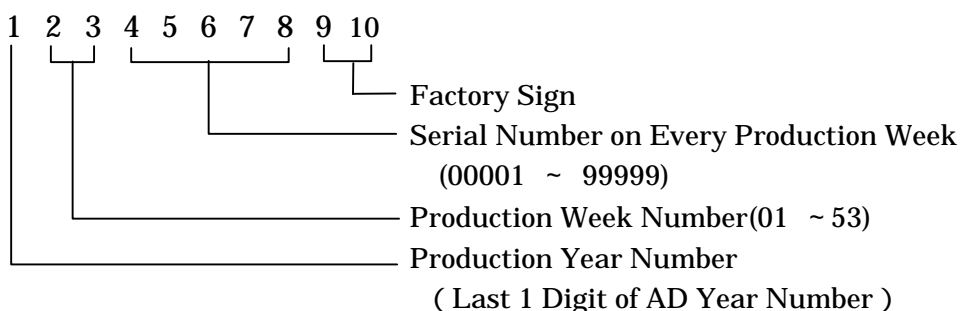 1 2 3 4 5 6 7 8 9 10
Factory Sign
Serial Number on Every Production Week
(00001 ~ 99999)
Production Week Number(01 ~ 53)
Production Year Number
( Last 1 Digit of AD Year Number )